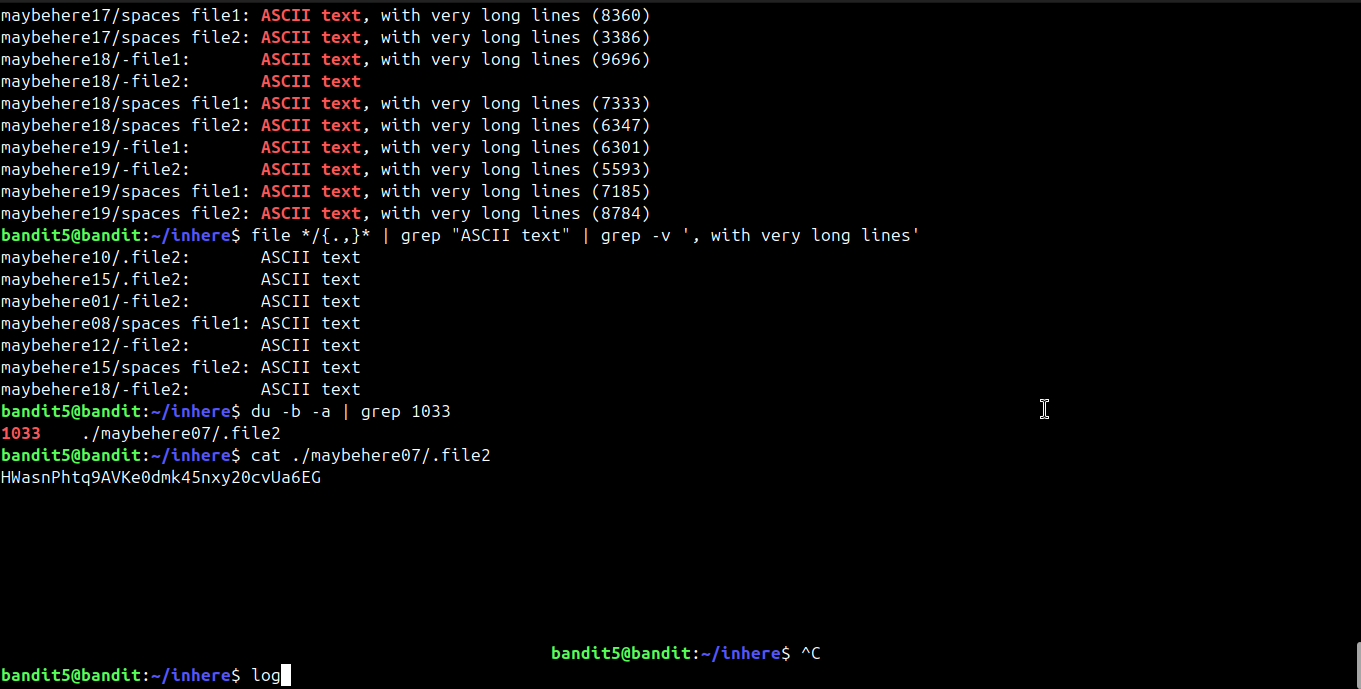 maybehere17/spaces file1: ASCII text, with very long lines (8360)
maybehere17/spaces file2: ASCII text, with very long lines (3386)
maybehere18/-file1:       ASCII text, with very long lines (9696)
maybehere18/-file2:       ASCII text
maybehere18/spaces file1: ASCII text, with very long lines (7333)
maybehere18/spaces file2: ASCII text, with very long lines (6347)
maybehere19/-file1:       ASCII text, with very long lines (6301)
maybehere19/-file2:       ASCII text, with very long lines (5593)
maybehere19/spaces file1: ASCII text, with very long lines (7185)
maybehere19/spaces file2: ASCII text, with very long lines (8784)
bandit5@bandit:~/inhere$ file */{.,}* | grep "ASCII text" | grep -v ', with very long lines'
maybehere10/.file2:       ASCII text
maybehere15/.file2:       ASCII text
maybehere01/-file2:       ASCII text
maybehere08/spaces file1: ASCII text
maybehere12/-file2:       ASCII text
maybehere15/spaces file2: ASCII text
maybehere18/-file2:       ASCII text
bandit5@bandit:~/inhere$ du -b -a | grep 1033
1033    ./maybehere07/.file2
bandit5@bandit:~/inhere$ cat ./maybehere07/.file2
HWasnPhtq9AVKe0dmk45nxy20cvUa6EG
bandit5@bandit:~/inhere$ ^C
bandit5@bandit:~/inhere$ log